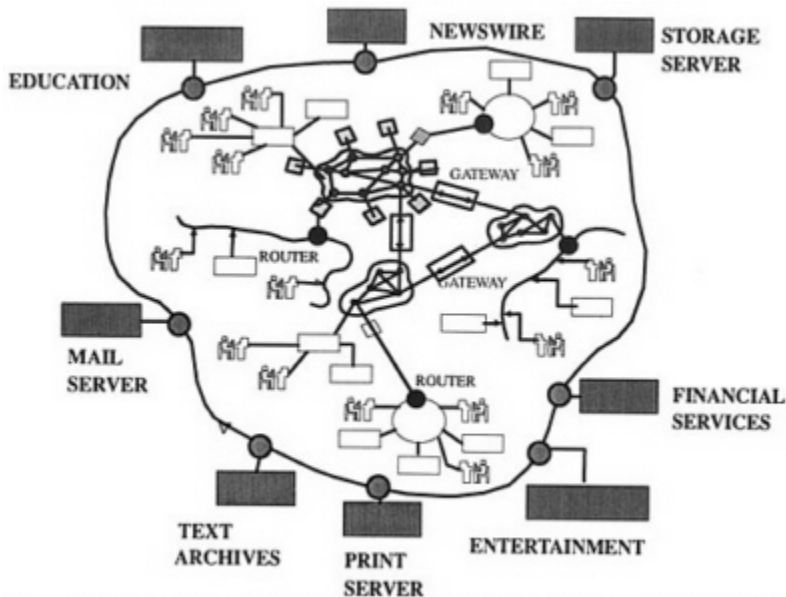 NEWSWIRE
STORAGE
SERVER
EDUCATION
GATEWAY
ROUTER
GATEWAY
MAIL
SERVER
ROUTER
FINANCIAL
SERVICES
TEXT
ARCHIVES
PRINT
SERVER
ENTERTAINMENT